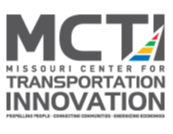 MCTI
MISSOURI CENTER FOR
TRANSPORTATION
INNOVATION
PROPELLING PEOPLE • CONNECTING COMMUNITIES • ENERGIZING ECONOMIES